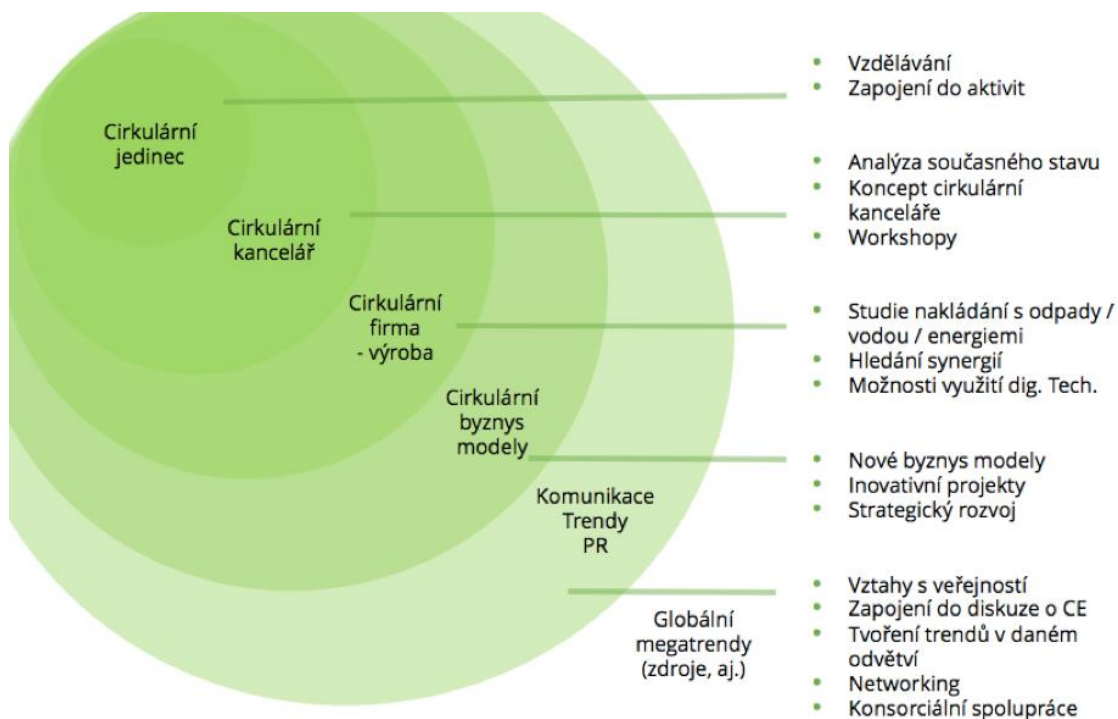 Cirkulární
jedinec
Cirkulární
kancelář
Cirkulární
firma
- výroba
Cirkulární
byznys
modely
Komunikace
Trendy
PR
Globální
megatrendy
(zdroje, aj.)
• Vzdělávání
• Zapojení do aktivit
• Analýza současného stavu
• Koncept cirkulární
kanceláře
• Workshopy
• Studie nakládání s odpady /
vodou / energiemi
• Hledání synergií
• Možnosti využití dig. Tech.
• Nové byznys modely
• Inovativní projekty
• Strategický rozvoj
• Vztahy s veřejností
• Zapojení do diskuze o CE
• Tvoření trendů v daném
odvětví
• Networking
• Konsorciální spolupráce